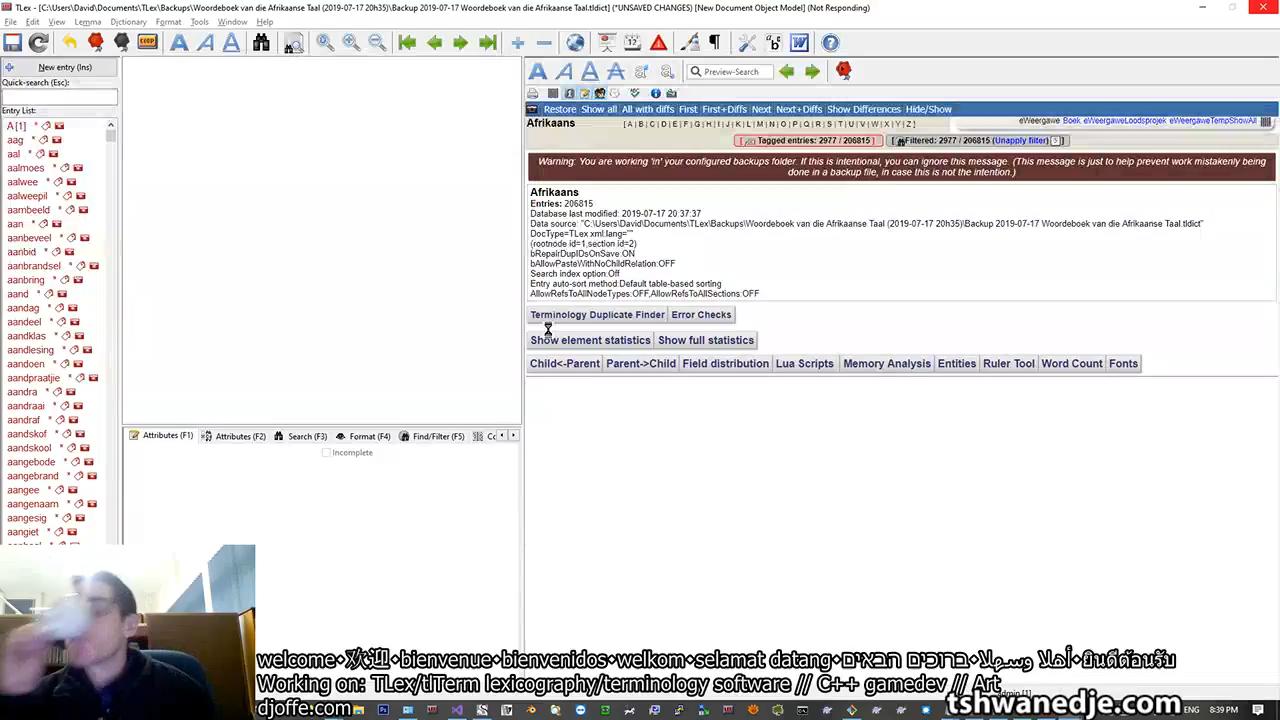 TLex - [C:\Users\David\Documents\TLex\Backups\Woordeboek van die Afrikaanse Taal (2019-07-17 20h35)\Backup 2019-07-17 Woordeboek van die Afrikaanse Taal.tldict] (*UNSAVED CHANGES) [New Document Object Model] (Not Responding)
File Edit View Lemma Dictionary Format Tools Window Help
New entry (Ins)
Quick-search (Esc):
Entry List:
A [1] *
aag *
aal *
aalmoes *
aalwee *
aalweepil *
aambeeld *
aan *
aanbeveel *
aanbid *
aanbrandsel *
aanbring *
aand *
aandag *
aandeel *
aandklas *
aandlesing *
aandoen *
aandpraatjie *
aandra *
aandraai *
aandraf *
aandskof *
aandskool *
aangebode *
aangebrand *
aangee *
aangenaam *
aangesig *
aangiet *
Attributes (F1) Attributes (F2) Search (F3) Format (F4) Find/Filter (F5) Cc
Incomplete
Preview-Search
Restore Show all All with diffs First First+Diffs Next Next+Diffs Show Differences Hide/Show
Afrikaans [ A | B | C | D | E | F | G | H | I | J | K | L | M | N | O | P | Q | R | S | T | U | V | W | X | Y | Z ] eWeergawe Boek eWeergaweLoodsprojek eWeergaweTempShowAll
[ Tagged entries: 2977 / 206815 ] [ Filtered: 2977 / 206815 (Unapply filter) ]
Warning: You are working 'in' your configured backups folder. If this is intentional, you can ignore this message. (This message is just to help prevent work mistakenly being
done in a backup file, in case this is not the intention.)
Afrikaans
Entries: 206815
Database last modified: 2019-07-17 20:37:37
Data source: "C:\Users\David\Documents\TLex\Backups\Woordeboek van die Afrikaanse Taal (2019-07-17 20h35)\Backup 2019-07-17 Woordeboek van die Afrikaanse Taal.tldict"
DocType=TLex xml:lang=""
(rootnode id=1,section id=2)
bRepairDupIDsOnSave:ON
bAllowPasteWithNoChildRelation:OFF
Search index option:Off
Entry auto-sort method:Default table-based sorting
AllowRefsToAllNodeTypes:OFF,AllowRefsToAllSections:OFF
Terminology Duplicate Finder Error Checks
Show element statistics Show full statistics
Child<-Parent Parent->Child Field distribution Lua Scripts Memory Analysis Entities Ruler Tool Word Count Fonts
welcome•欢迎•bienvenue•bienvenidos•welkom•selamat datang•ברוכים הבאים•أهلا وسهلا•ยินดีต้อนรับ
Working on: TLex/tlTerm lexicography/terminology software // C++ gamedev // Art
djoffe.com
tshwanedje.com
ENG 8:39 PM